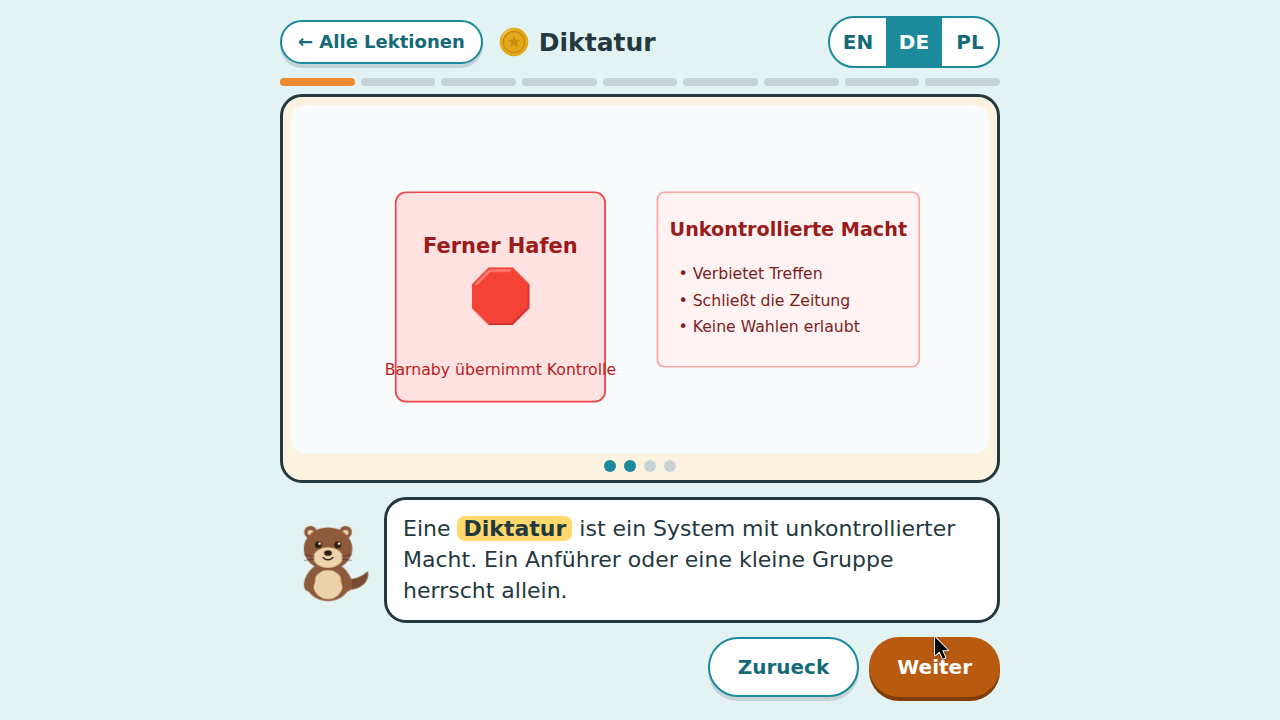 ← Alle Lektionen
Diktatur
EN DE PL
Ferner Hafen
Barnaby übernimmt Kontrolle
Unkontrollierte Macht
• Verbietet Treffen
• Schließt die Zeitung
• Keine Wahlen erlaubt
Eine Diktatur ist ein System mit unkontrollierter
Macht. Ein Anführer oder eine kleine Gruppe
herrscht allein.
Zurueck
Weiter